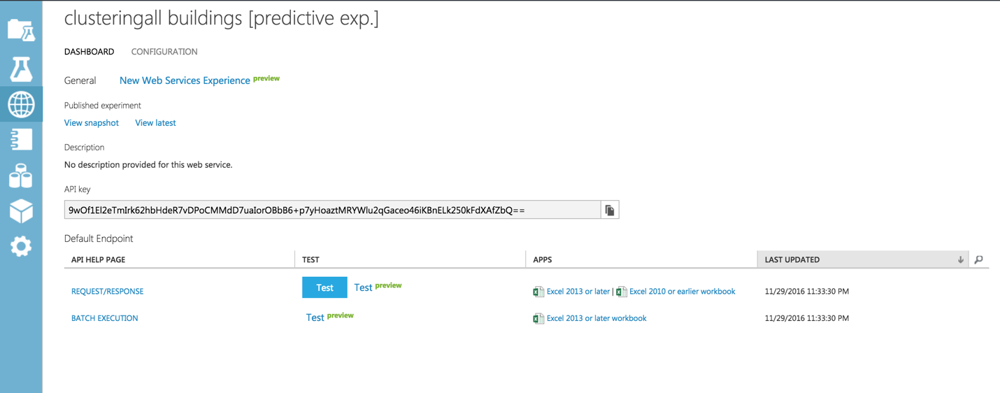 clusteringall buildings [predictive exp.]
DASHBOARD CONFIGURATION
General New Web Services Experience preview
Published experiment
View snapshot View latest
Description
No description provided for this web service.
API key
9wOf1El2eTmIrk62hbHdeR7vDPoCMMdD7uaIorOBbB6+p7yHoaztMRYWlu2qGaceo46iKBnELk250kFdXAfZbQ==
Default Endpoint
API HELP PAGE TEST APPS LAST UPDATED
REQUEST/RESPONSE Test Test preview Excel 2013 or later | Excel 2010 or earlier workbook 11/29/2016 11:33:30 PM
BATCH EXECUTION Test preview Excel 2013 or later workbook 11/29/2016 11:33:30 PM